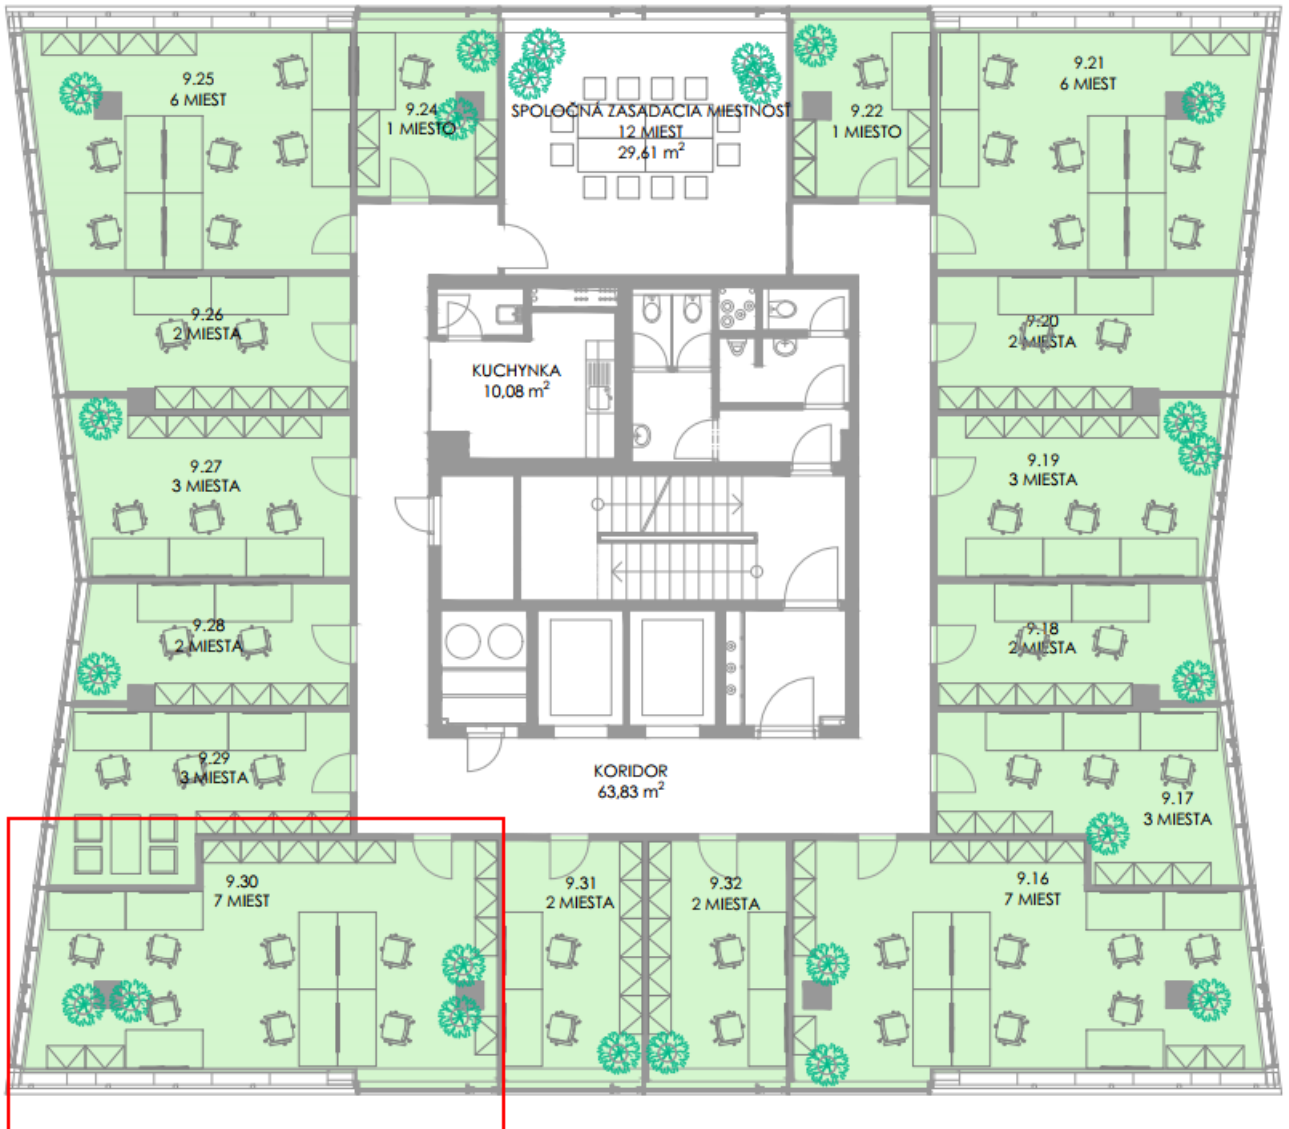 9.25
6 MIEST
9.24
1 MIESTO
SPOLOČNÁ ZASADACIA MIESTNOSŤ
12 MIEST
29,61 m²
9.22
1 MIESTO
9.21
6 MIEST
9.26
2 MIESTA
9.20
2 MIESTA
KUCHYNKA
10,08 m²
9.27
3 MIESTA
9.19
3 MIESTA
9.28
2 MIESTA
9.18
2 MIESTA
9.29
3 MIESTA
KORIDOR
63,83 m²
9.17
3 MIESTA
9.30
7 MIEST
9.31
2 MIESTA
9.32
2 MIESTA
9.16
7 MIEST